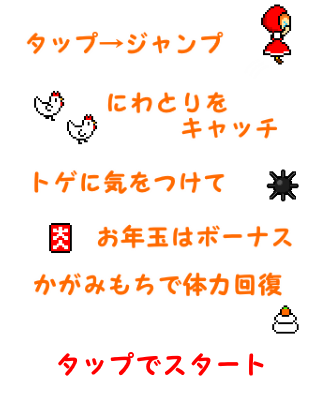 タップ→ジャンプ
にわとりを
キャッチ
トゲに気をつけて
お年玉はボーナス
かがみもちで体力回復
タップでスタート